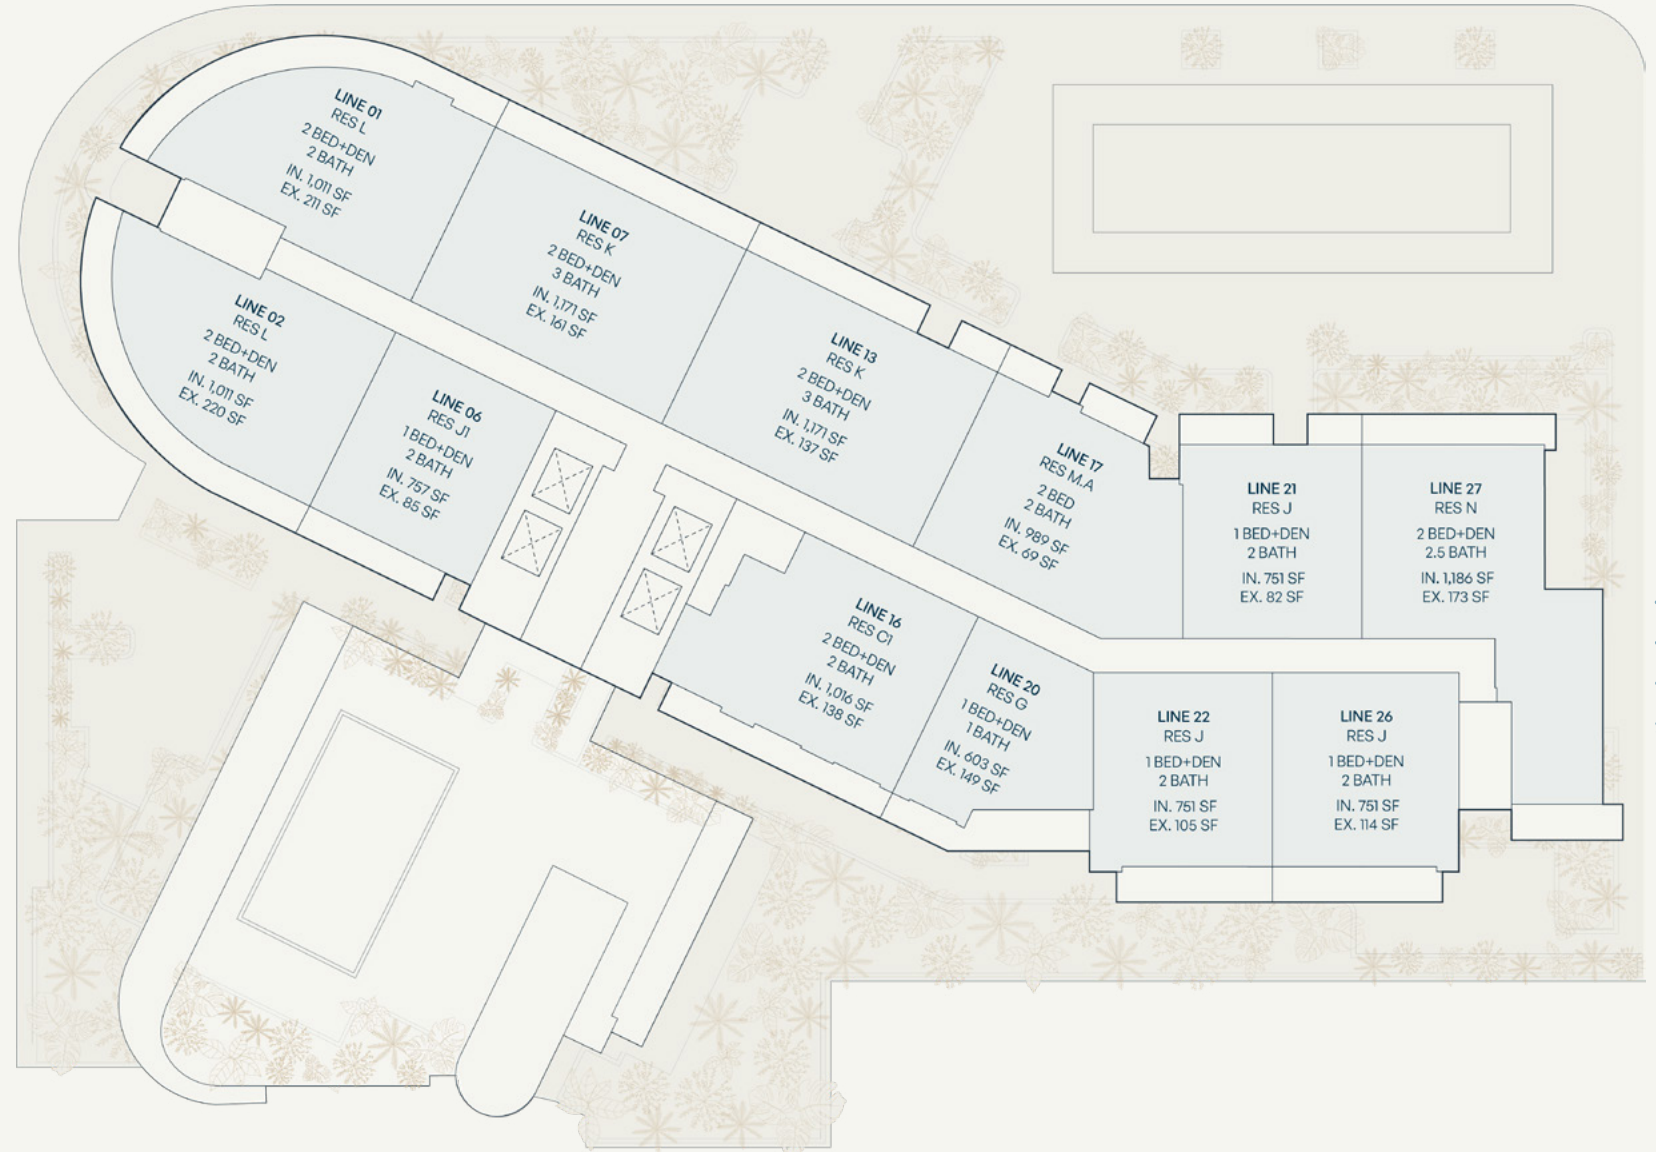 LINE 01
RES L
2 BED+DEN
2 BATH
IN. 1,011 SF
EX. 211 SF
LINE 07
RES K
2 BED+DEN
3 BATH
IN. 1,171 SF
EX. 161 SF
LINE 02
RES L
2 BED+DEN
2 BATH
IN. 1,011 SF
EX. 220 SF
LINE 06
RES J1
1 BED+DEN
2 BATH
IN. 757 SF
EX. 85 SF
LINE 13
RES K
2 BED+DEN
3 BATH
IN. 1,171 SF
EX. 137 SF
LINE 17
RES M.A
2 BED
2 BATH
IN. 989 SF
EX. 69 SF
LINE 21
RES J
1 BED+DEN
2 BATH
IN. 751 SF
EX. 82 SF
LINE 27
RES N
2 BED+DEN
2.5 BATH
IN. 1,186 SF
EX. 173 SF
LINE 16
RES C1
2 BED+DEN
2 BATH
IN. 1,016 SF
EX. 138 SF
LINE 20
RES G
1 BED+DEN
1 BATH
IN. 603 SF
EX. 149 SF
LINE 22
RES J
1 BED+DEN
2 BATH
IN. 751 SF
EX. 105 SF
LINE 26
RES J
1 BED+DEN
2 BATH
IN. 751 SF
EX. 114 SF